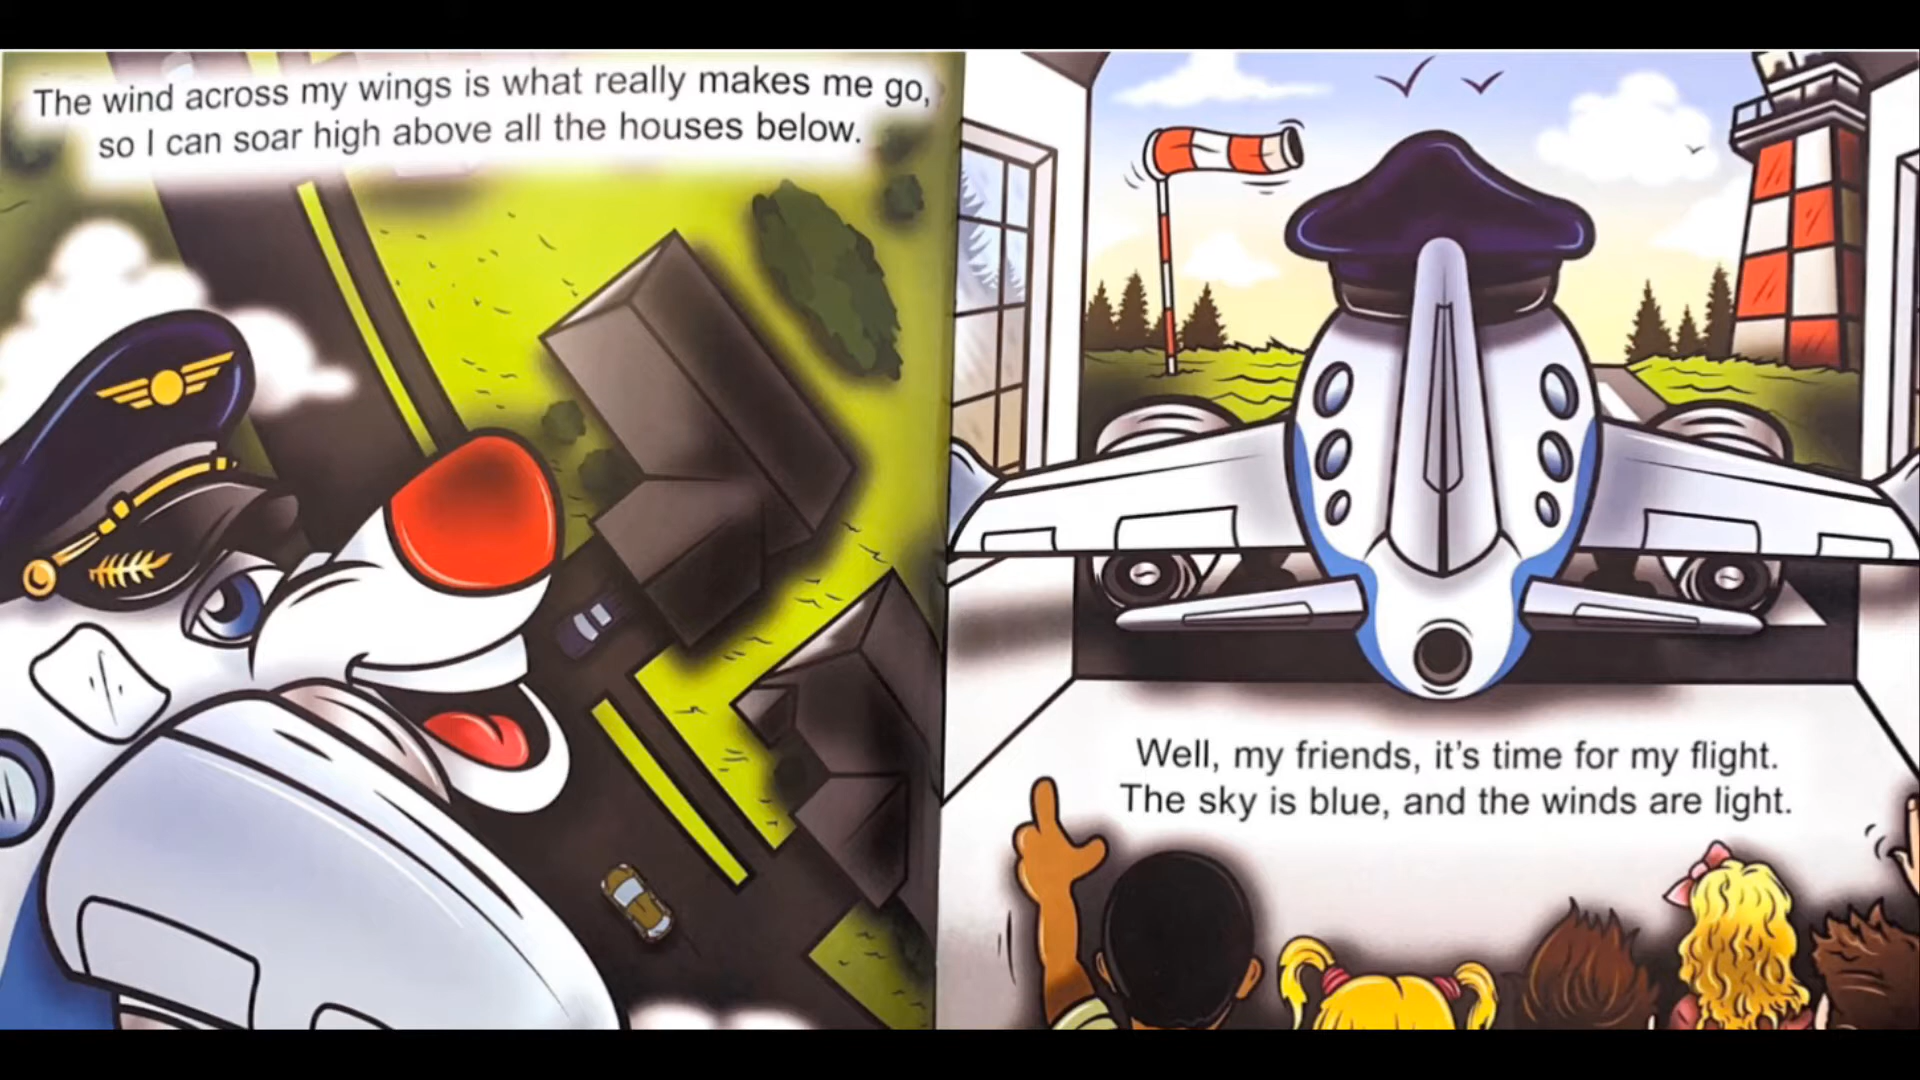 The wind across my wings is what really makes me go,
so I can soar high above all the houses below.
Well, my friends, it's time for my flight.
The sky is blue, and the winds are light.